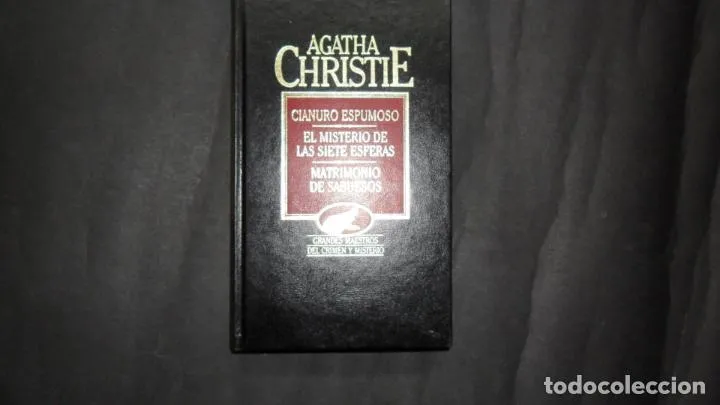 AGATHA
CHRISTIE
CIANURO ESPUMOSO
EL MISTERIO DE
LAS SIETE ESFERAS
MATRIMONIO
DE SABUESOS
GRANDES MAESTROS
DEL CRIMEN Y MISTERIO
todocoleccion